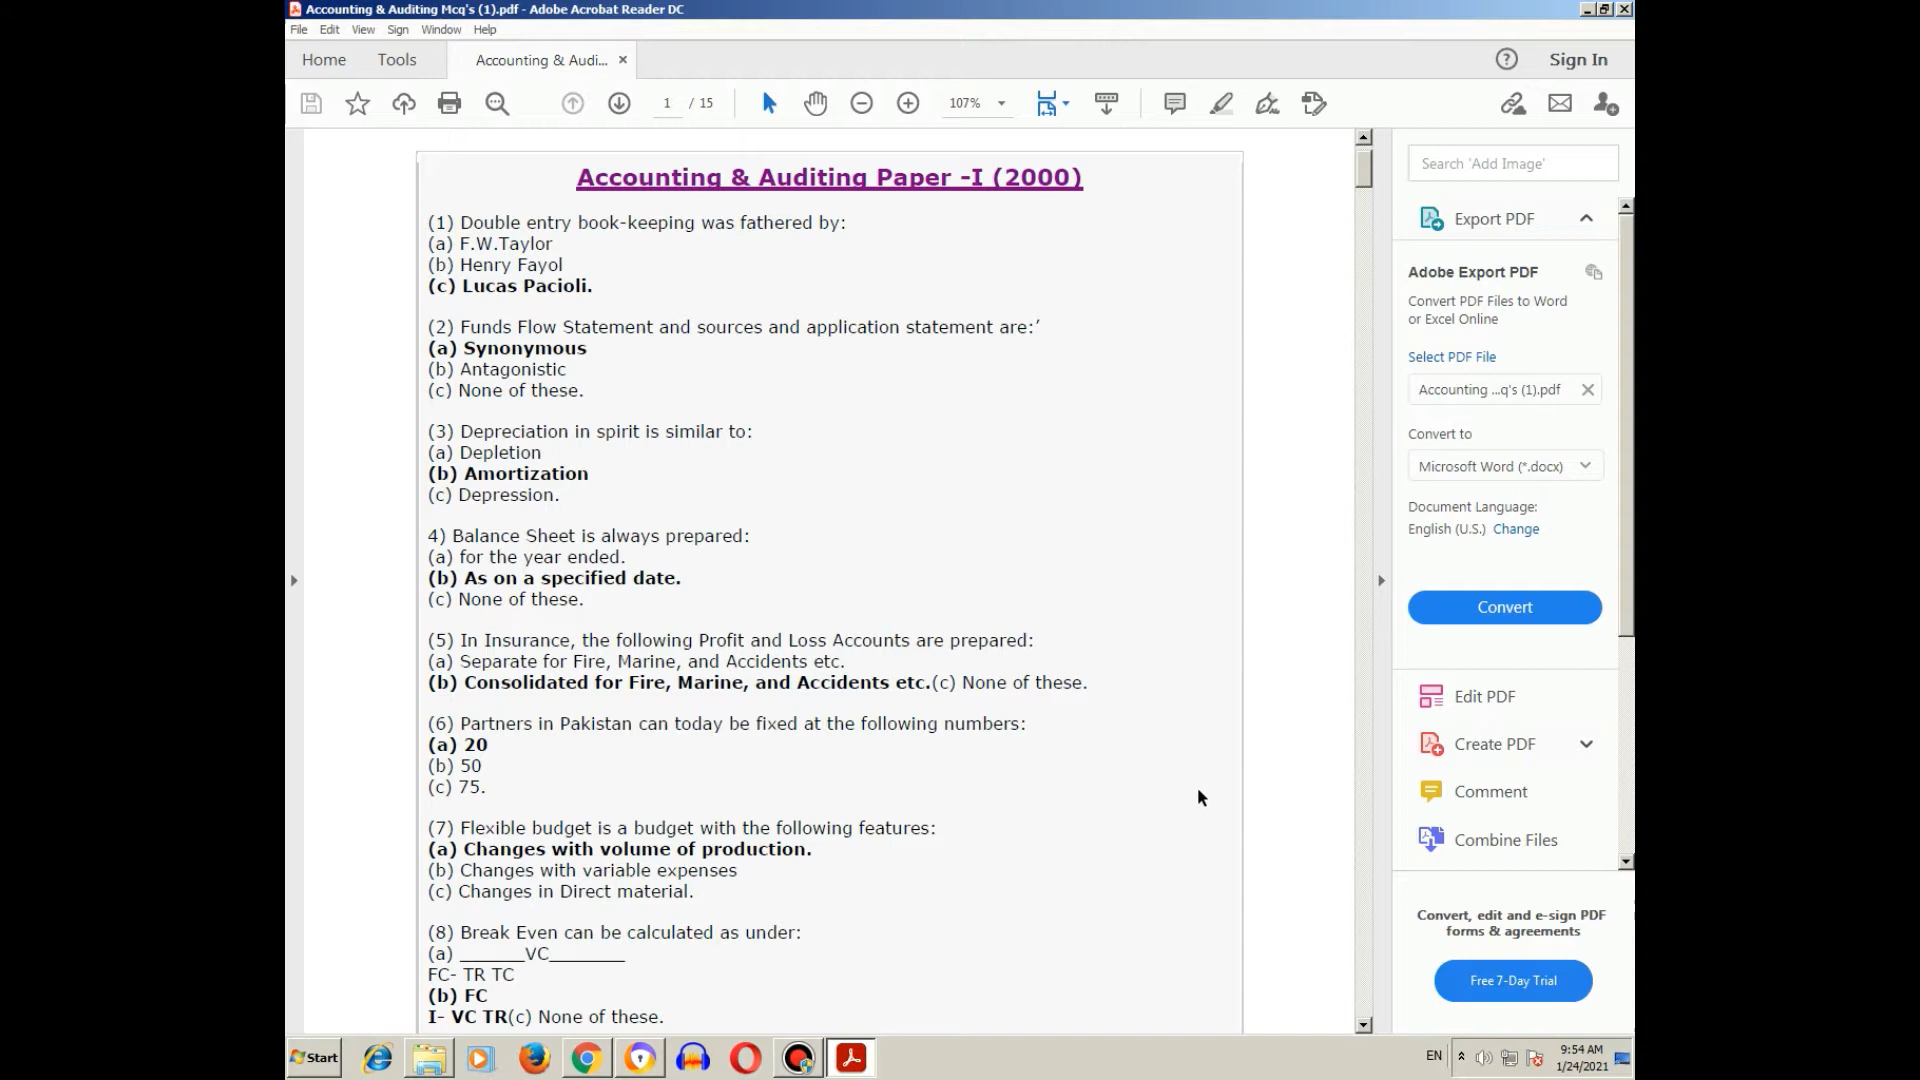 Accounting & Auditing Mcq's (1).pdf - Adobe Acrobat Reader DC
File Edit View Sign Window Help
Home Tools Accounting & Audi... Sign In
1 / 15 107%
Accounting & Auditing Paper -I (2000)
(1) Double entry book-keeping was fathered by:
(a) F.W.Taylor
(b) Henry Fayol
(c) Lucas Pacioli.
(2) Funds Flow Statement and sources and application statement are:’
(a) Synonymous
(b) Antagonistic
(c) None of these.
(3) Depreciation in spirit is similar to:
(a) Depletion
(b) Amortization
(c) Depression.
4) Balance Sheet is always prepared:
(a) for the year ended.
(b) As on a specified date.
(c) None of these.
(5) In Insurance, the following Profit and Loss Accounts are prepared:
(a) Separate for Fire, Marine, and Accidents etc.
(b) Consolidated for Fire, Marine, and Accidents etc.(c) None of these.
(6) Partners in Pakistan can today be fixed at the following numbers:
(a) 20
(b) 50
(c) 75.
(7) Flexible budget is a budget with the following features:
(a) Changes with volume of production.
(b) Changes with variable expenses
(c) Changes in Direct material.
(8) Break Even can be calculated as under:
(a) _______VC________
FC- TR TC
(b) FC
I- VC TR(c) None of these.
Search 'Add Image'
Export PDF
Adobe Export PDF
Convert PDF Files to Word
or Excel Online
Select PDF File
Accounting ...q's (1).pdf
Convert to
Microsoft Word (*.docx)
Document Language:
English (U.S.) Change
Convert
Edit PDF
Create PDF
Comment
Combine Files
Convert, edit and e-sign PDF
forms & agreements
Free 7-Day Trial
Start
EN
9:54 AM
1/24/2021